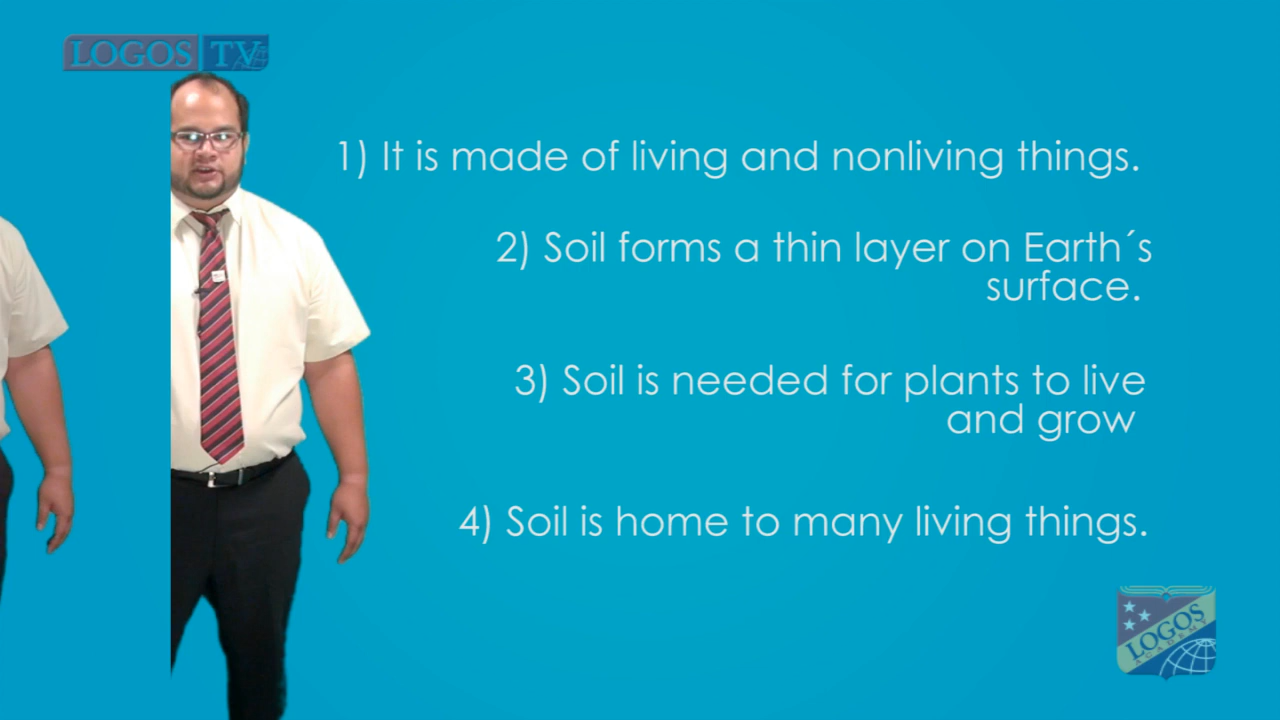 LOGOS TV
1) It is made of living and nonliving things.
2) Soil forms a thin layer on Earth´s
surface.
3) Soil is needed for plants to live
and grow
4) Soil is home to many living things.
LOGOS
ACADEMY